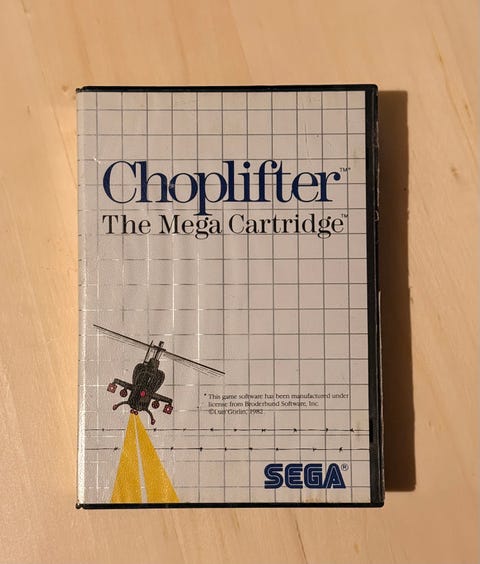 Choplifter™*
The Mega Cartridge™
* This game software has been manufactured under
license from Brøderbund Software, Inc.
©Dan Gorlin, 1982
SEGA®